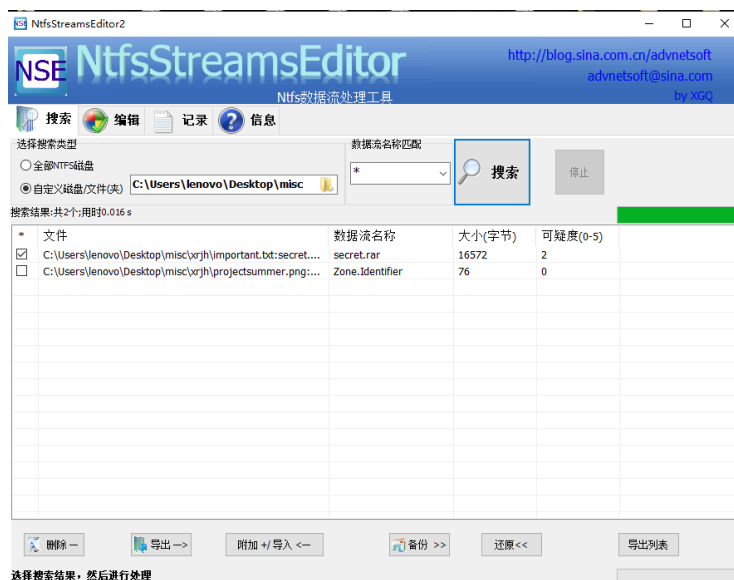 NSE NtfsStreamsEditor2
NSE NtfsStreamsEditor
http://blog.sina.com.cn/advnetsoft
advnetsoft@sina.com
Ntfs数据流处理工具
by XGQ
搜索 编辑 记录 信息
选择搜索类型 数据流名称匹配
全部NTFS磁盘
自定义磁盘/文件(夹) C:\Users\lenovo\Desktop\misc * 搜索 停止
搜索结果:共2个;用时0.016 s
* 文件 数据流名称 大小(字节) 可疑度(0-5)
C:\Users\lenovo\Desktop\misc\xrjh\important.txt:secret.... secret.rar 16572 2
C:\Users\lenovo\Desktop\misc\xrjh\projectsummer.png:... Zone.Identifier 76 0
删除 — 导出 —> 附加 +/导入 <— 备份 >> 还原<< 导出列表
选择搜索结果，然后进行处理